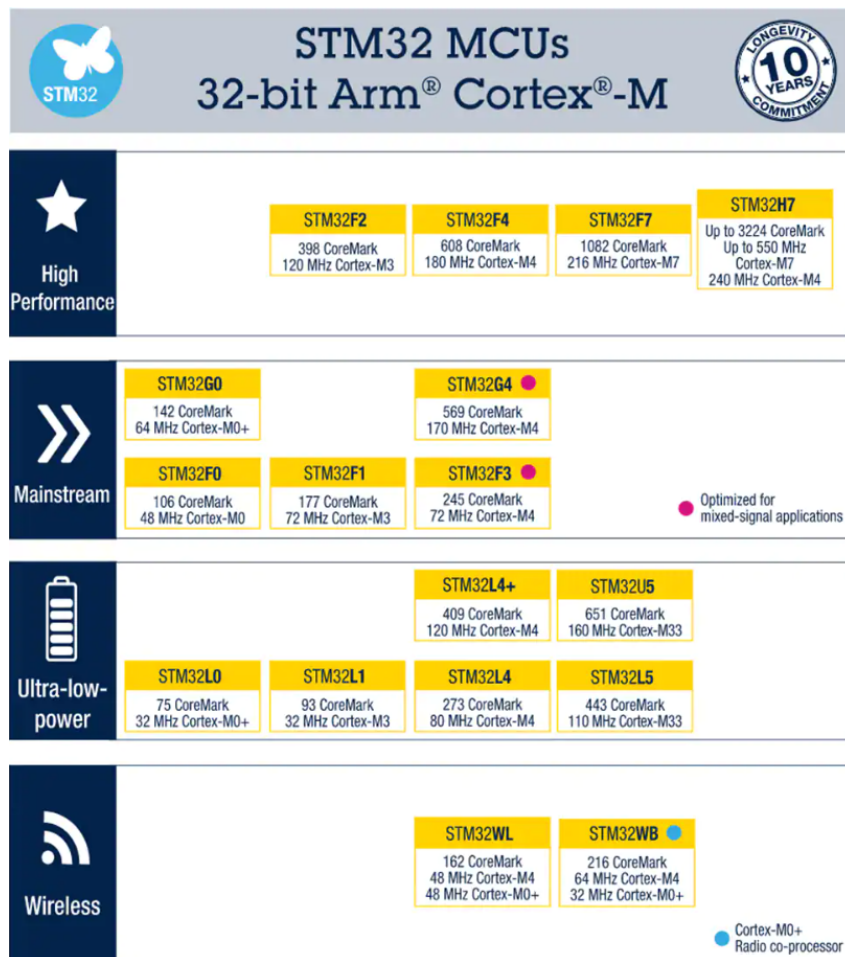 STM32 MCUs
32-bit Arm® Cortex®-M
STM32
LONGEVITY
10
YEARS
COMMITMENT
High
Performance
STM32F2
398 CoreMark
120 MHz Cortex-M3
STM32F4
608 CoreMark
180 MHz Cortex-M4
STM32F7
1082 CoreMark
216 MHz Cortex-M7
STM32H7
Up to 3224 CoreMark
Up to 550 MHz
Cortex-M7
240 MHz Cortex-M4
Mainstream
STM32G0
142 CoreMark
64 MHz Cortex-M0+
STM32G4
569 CoreMark
170 MHz Cortex-M4
STM32F0
106 CoreMark
48 MHz Cortex-M0
STM32F1
177 CoreMark
72 MHz Cortex-M3
STM32F3
245 CoreMark
72 MHz Cortex-M4
Optimized for
mixed-signal applications
Ultra-low-
power
STM32L4+
409 CoreMark
120 MHz Cortex-M4
STM32U5
651 CoreMark
160 MHz Cortex-M33
STM32L0
75 CoreMark
32 MHz Cortex-M0+
STM32L1
93 CoreMark
32 MHz Cortex-M3
STM32L4
273 CoreMark
80 MHz Cortex-M4
STM32L5
443 CoreMark
110 MHz Cortex-M33
Wireless
STM32WL
162 CoreMark
48 MHz Cortex-M4
48 MHz Cortex-M0+
STM32WB
216 CoreMark
64 MHz Cortex-M4
32 MHz Cortex-M0+
Cortex-M0+
Radio co-processor